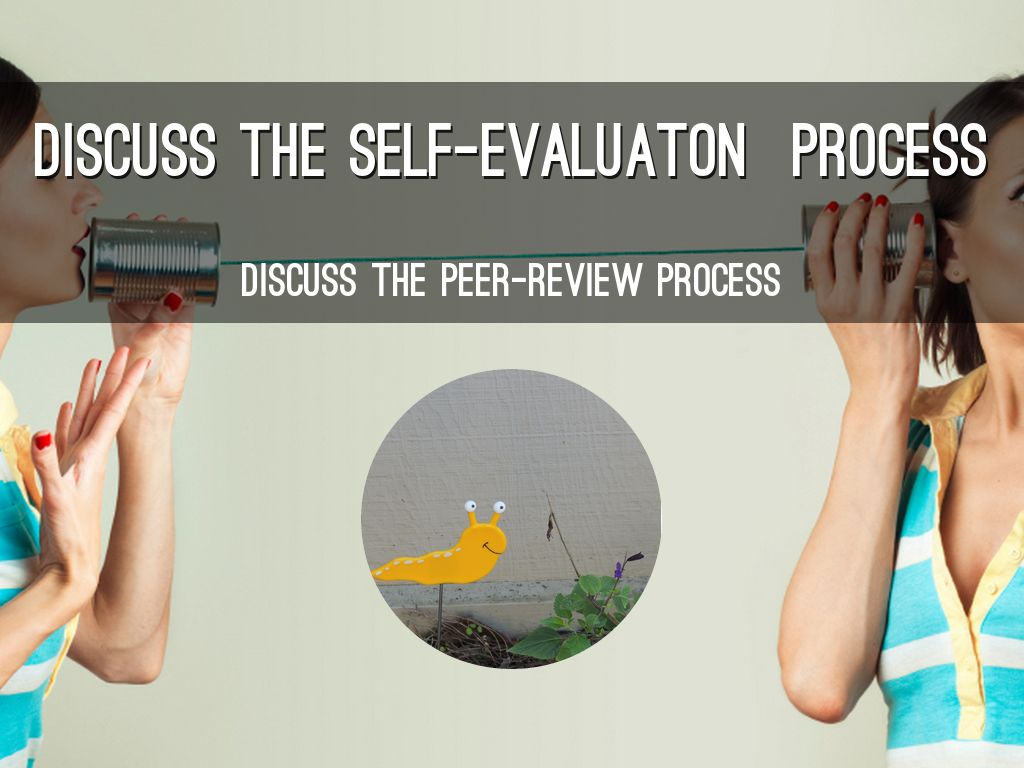 DISCUSS THE SELF-EVALUATON PROCESS
DISCUSS THE PEER-REVIEW PROCESS